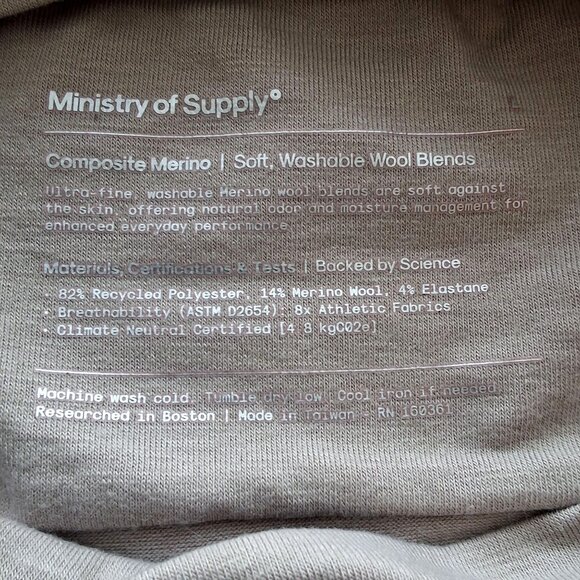 Ministry of Supply°
Composite Merino | Soft, Washable Wool Blends
Ultra-fine, washable Merino wool blends are soft against
the skin, offering natural odor and moisture management for
enhanced everyday performance.
Materials, Certifications & Tests | Backed by Science
• 82% Recycled Polyester, 14% Merino Wool, 4% Elastane
• Breathability (ASTM D2654): 8x Athletic Fabrics
• Climate Neutral Certified [4.8 kgCO2e]
Machine wash cold. Tumble dry low. Cool iron if needed.
Researched in Boston | Made in Taiwan - RN 160361
L